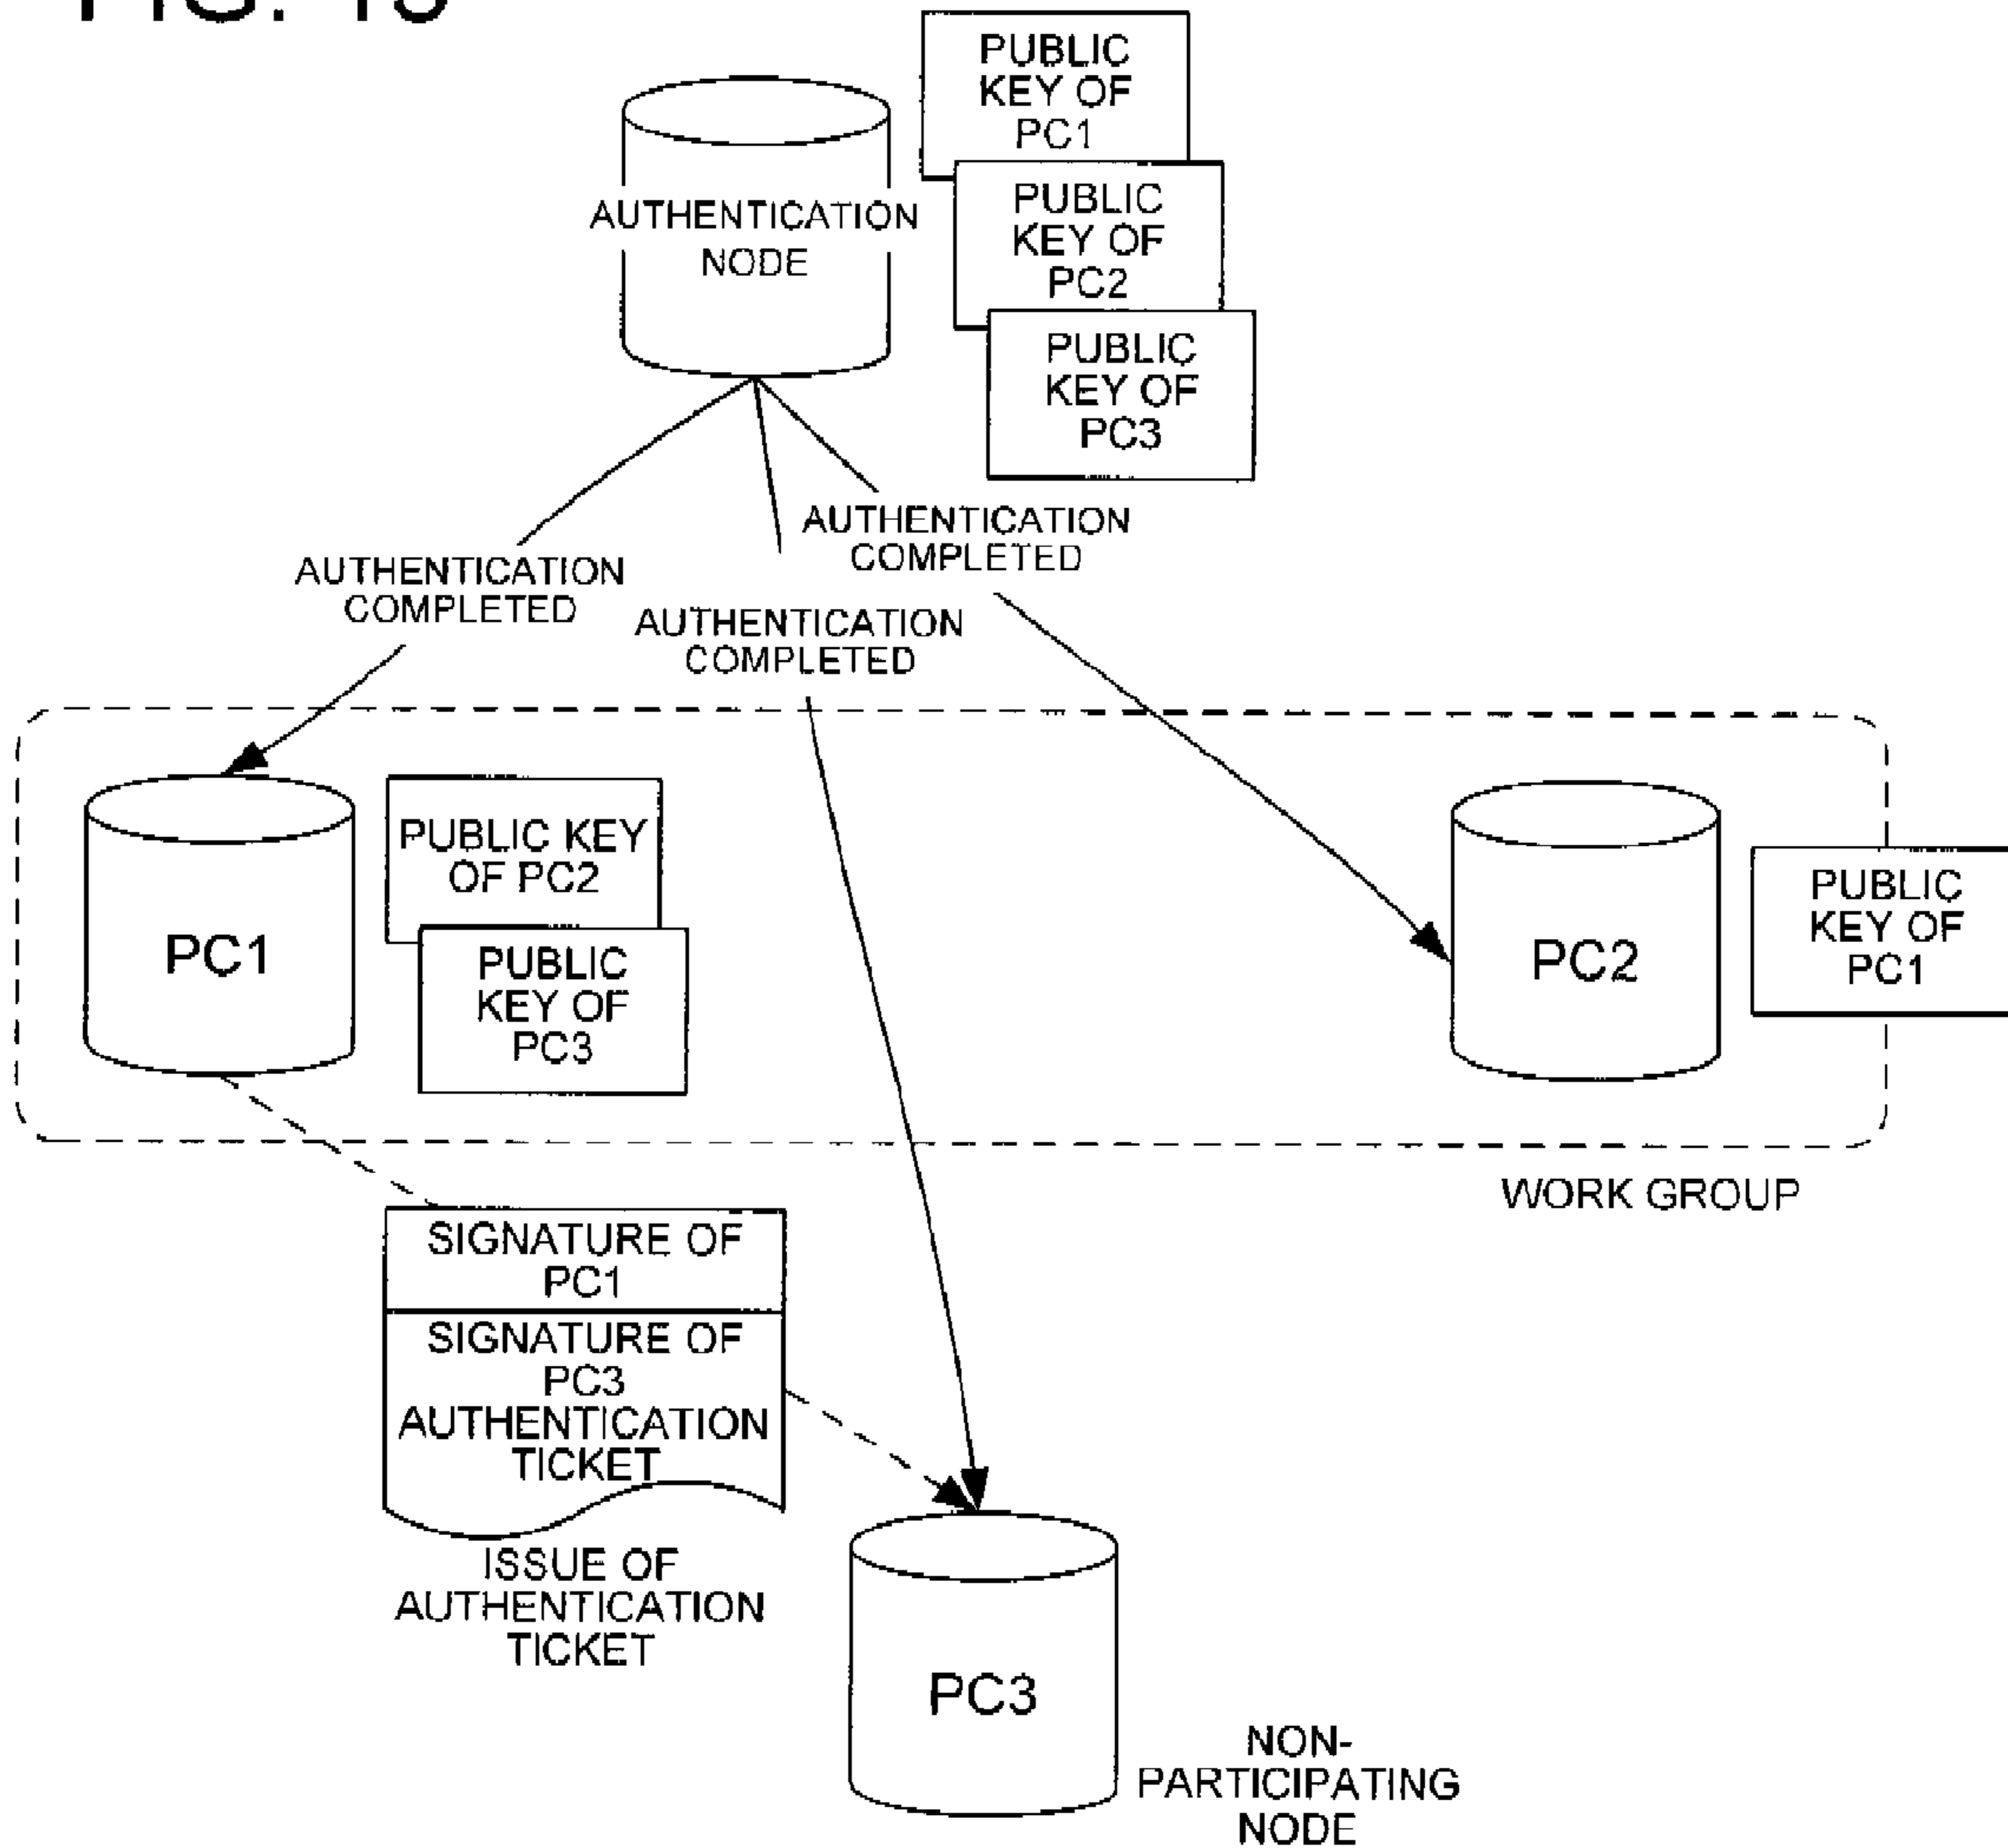 PUBLIC
KEY OF
PC1
PUBLIC
KEY OF
PC2
PUBLIC
KEY OF
PC3
AUTHENTICATION
NODE
AUTHENTICATION
COMPLETED
AUTHENTICATION
COMPLETED
AUTHENTICATION
COMPLETED
PC1
PUBLIC KEY
OF PC2
PUBLIC
KEY OF
PC3
PC2
PUBLIC
KEY OF
PC1
WORK GROUP
SIGNATURE OF
PC1
SIGNATURE OF
PC3
AUTHENTICATION
TICKET
ISSUE OF
AUTHENTICATION
TICKET
PC3
NON-
PARTICIPATING
NODE